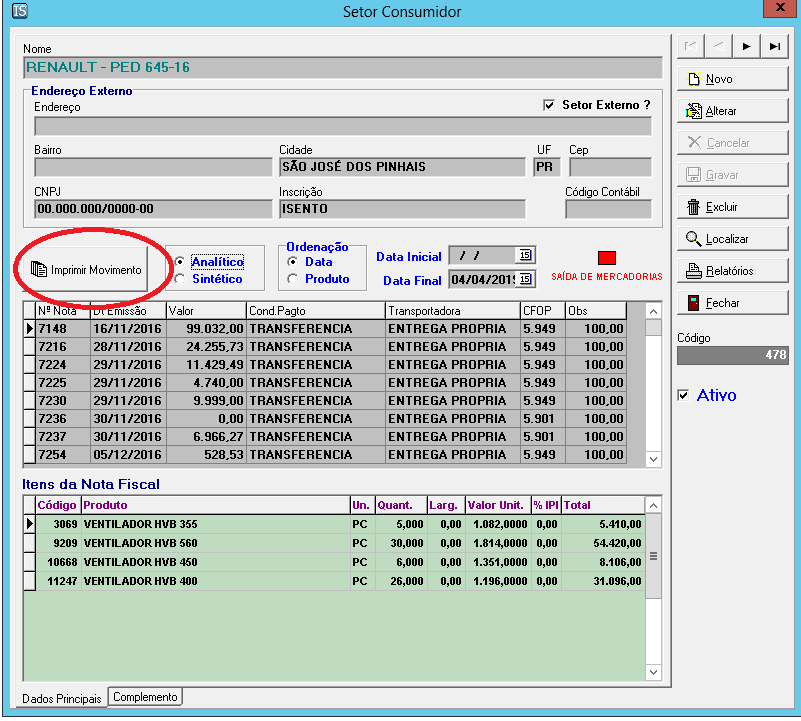 IS
Setor Consumidor
x
Nome
RENAULT - PED 645-16
Endereço Externo
Endereço
Setor Externo ?
Bairro
Cidade
UF
Cep
SÃO JOSÉ DOS PINHAIS
PR
CNPJ
Inscrição
Código Contábil
00.000.000/0000-00
ISENTO
Imprimir Movimento
Analítico
Sintético
Ordenação
Data
Produto
Data Inicial / / 15
Data Final 04/04/2019 15
SAÍDA DE MERCADORIAS
Nº Nota Dt Emissão Valor Cond.Pagto Transportadora CFOP Obs
7148 16/11/2016 99.032,00 TRANSFERENCIA ENTREGA PROPRIA 5.949 100,00
7216 28/11/2016 24.255,73 TRANSFERENCIA ENTREGA PROPRIA 5.949 100,00
7224 29/11/2016 11.429,49 TRANSFERENCIA ENTREGA PROPRIA 5.949 100,00
7225 29/11/2016 4.740,00 TRANSFERENCIA ENTREGA PROPRIA 5.949 100,00
7230 29/11/2016 9.999,00 TRANSFERENCIA ENTREGA PROPRIA 5.949 100,00
7236 30/11/2016 0,00 TRANSFERENCIA ENTREGA PROPRIA 5.901 100,00
7237 30/11/2016 6.966,27 TRANSFERENCIA ENTREGA PROPRIA 5.901 100,00
7254 05/12/2016 528,53 TRANSFERENCIA ENTREGA PROPRIA 5.949 100,00
Itens da Nota Fiscal
Código Produto Un. Quant. Larg. Valor Unit. % IPI Total
3069 VENTILADOR HVB 355 PC 5,000 0,00 1.082,0000 0,00 5.410,00
9209 VENTILADOR HVB 560 PC 30,000 0,00 1.814,0000 0,00 54.420,00
10668 VENTILADOR HVB 450 PC 6,000 0,00 1.351,0000 0,00 8.106,00
11247 VENTILADOR HVB 400 PC 26,000 0,00 1.196,0000 0,00 31.096,00
Dados Principais
Complemento
Novo
Alterar
Cancelar
Gravar
Excluir
Localizar
Relatórios
Fechar
Código
478
Ativo